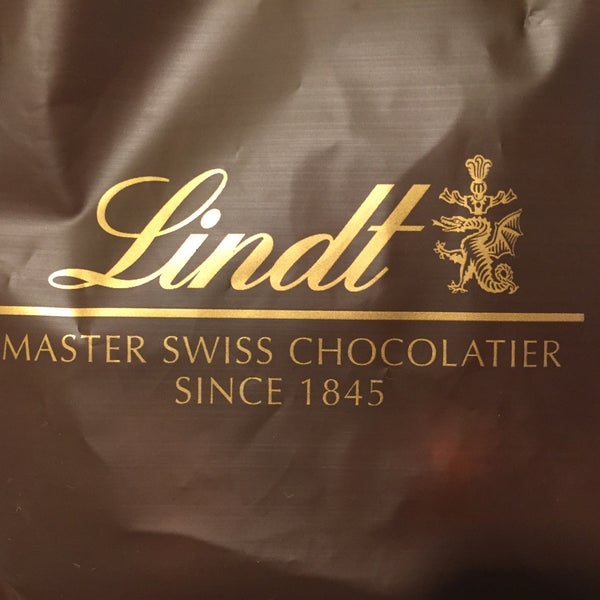 Lindt
MASTER SWISS CHOCOLATIER
SINCE 1845